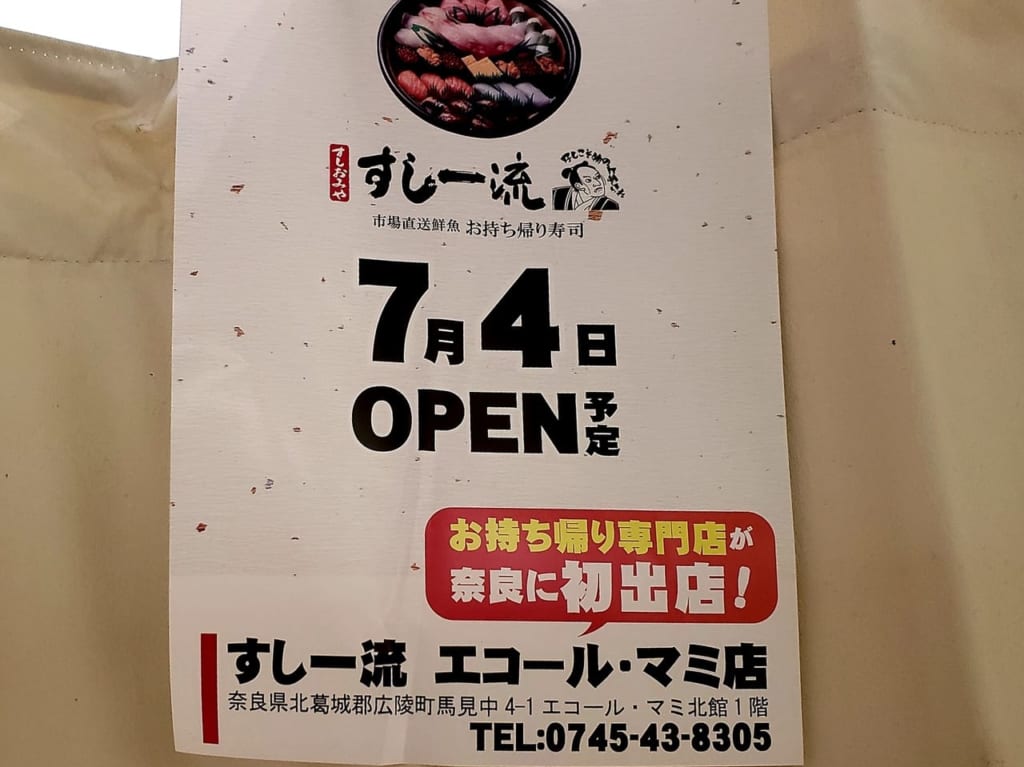 すしおみや
すし一流
市場直送鮮魚 お持ち帰り寿司
7月4日
OPEN予定
お持ち帰り専門店が
奈良に初出店!
すし一流 エコール・マミ店
奈良県北葛城郡広陵町馬見中4-1 エコール・マミ北館1階
TEL:0745-43-8305